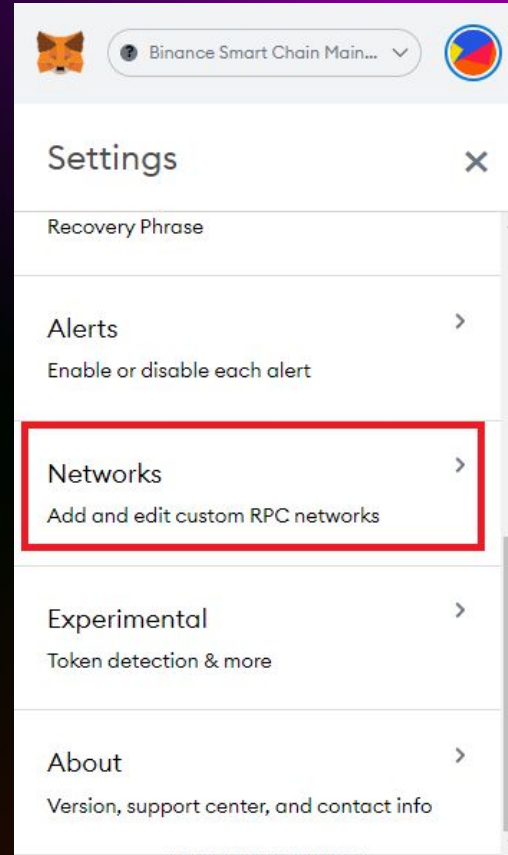 Binance Smart Chain Main...
Settings
Recovery Phrase
Alerts
Enable or disable each alert
Networks
Add and edit custom RPC networks
Experimental
Token detection & more
About
Version, support center, and contact info